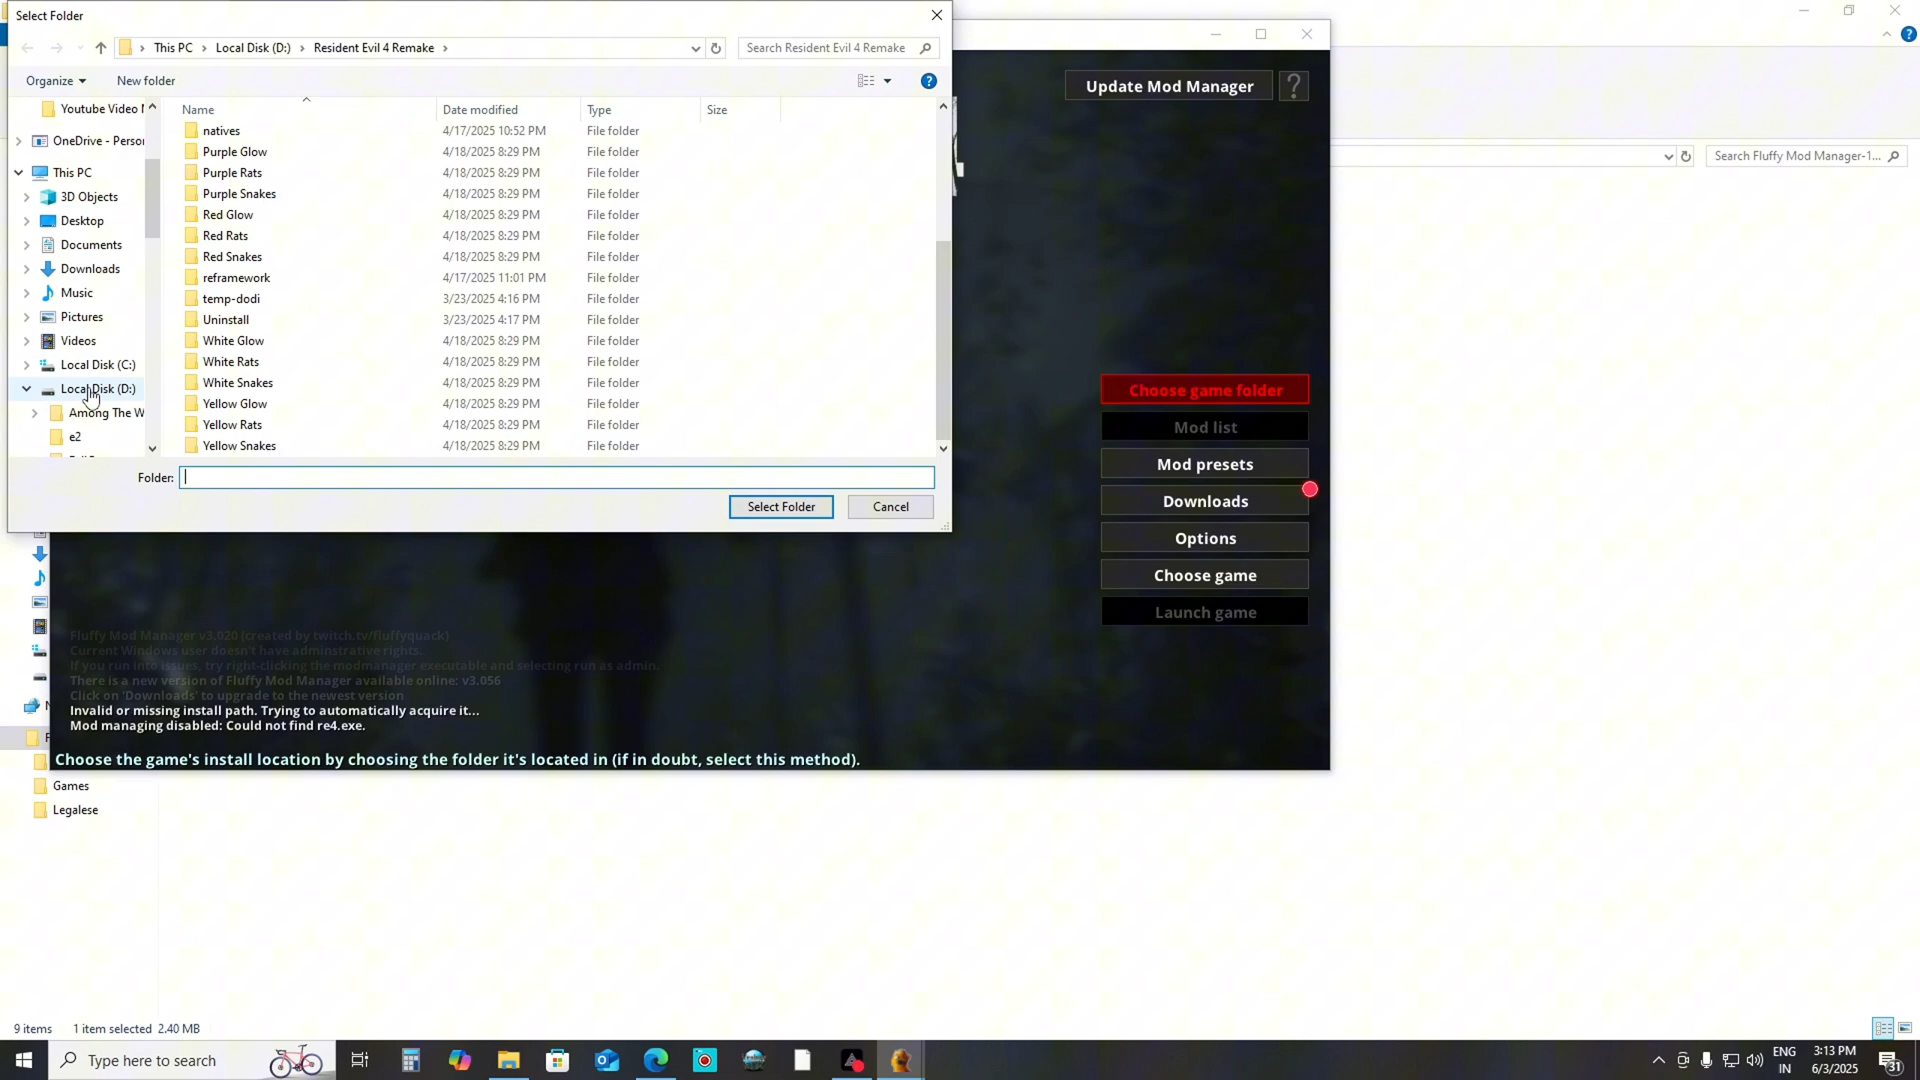 Select Folder
This PC
Local Disk (D:)
Resident Evil 4 Remake
Search Resident Evil 4 Remake
Organize
New folder
Name
Date modified
Type
Size
natives 4/17/2025 10:52 PM File folder
Purple Glow 4/18/2025 8:29 PM File folder
Purple Rats 4/18/2025 8:29 PM File folder
Purple Snakes 4/18/2025 8:29 PM File folder
Red Glow 4/18/2025 8:29 PM File folder
Red Rats 4/18/2025 8:29 PM File folder
Red Snakes 4/18/2025 8:29 PM File folder
reframework 4/17/2025 11:01 PM File folder
temp-dodi 3/23/2025 4:16 PM File folder
Uninstall 3/23/2025 4:17 PM File folder
White Glow 4/18/2025 8:29 PM File folder
White Rats 4/18/2025 8:29 PM File folder
White Snakes 4/18/2025 8:29 PM File folder
Yellow Glow 4/18/2025 8:29 PM File folder
Yellow Rats 4/18/2025 8:29 PM File folder
Yellow Snakes 4/18/2025 8:29 PM File folder
Youtube Video
OneDrive - Person
This PC
3D Objects
Desktop
Documents
Downloads
Music
Pictures
Videos
Local Disk (C:)
Local Disk (D:)
Among The W
e2
Folder:
Select Folder
Cancel
Update Mod Manager
?
Search Fluffy Mod Manager-1...
Choose game folder
Mod list
Mod presets
Downloads
Options
Choose game
Launch game
Fluffy Mod Manager v3.020 (created by twitch.tv/fluffyquack)
Current Windows user doesn't have adminstrative rights.
If you run into issues, try right-clicking the modmanager executable and selecting run as admin.
There is a new version of Fluffy Mod Manager available online: v3.056
Click on 'Downloads' to upgrade to the newest version
Invalid or missing install path. Trying to automatically acquire it...
Mod managing disabled: Could not find re4.exe.
Choose the game's install location by choosing the folder it's located in (if in doubt, select this method).
Games
Legalese
9 items
1 item selected 2.40 MB
Type here to search
ENG
IN
3:13 PM
6/3/2025
31